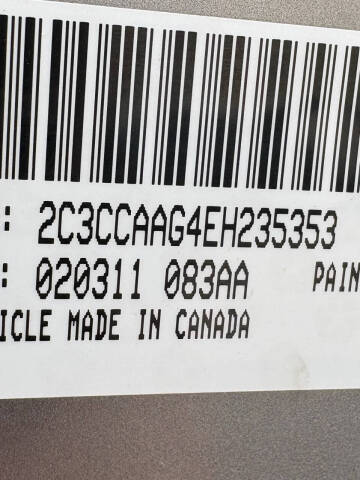 : 2C3CCAAG4EH235353
: 020311 083AA PAIN
ICLE MADE IN CANADA